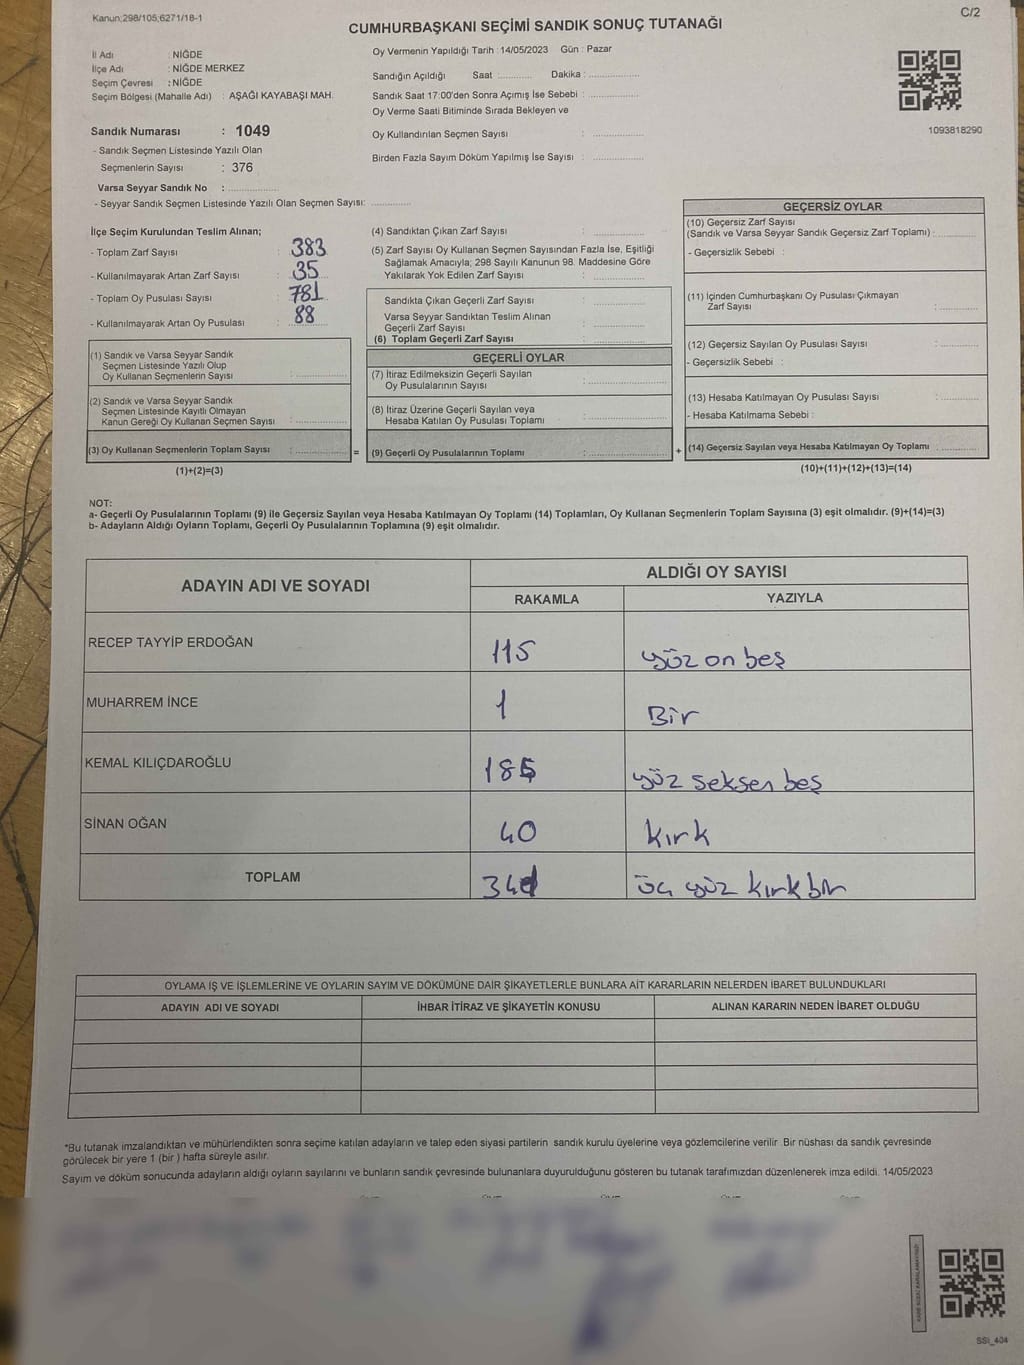 Kanun;298/105;6271/18-1
C/2
CUMHURBAŞKANI SEÇİMİ SANDIK SONUÇ TUTANAĞI
İl Adı : NİĞDE
İlçe Adı : NİĞDE MERKEZ
Seçim Çevresi : NİĞDE
Seçim Bölgesi (Mahalle Adı) : AŞAĞI KAYABAŞI MAH.
Sandık Numarası : 1049
- Sandık Seçmen Listesinde Yazılı Olan
Seçmenlerin Sayısı : 376
Varsa Seyyar Sandık No : ..............
- Seyyar Sandık Seçmen Listesinde Yazılı Olan Seçmen Sayısı: ............
Oy Vermenin Yapıldığı Tarih : 14/05/2023 Gün : Pazar
Sandığın Açıldığı Saat ............ Dakika : ..............
Sandık Saat 17:00'den Sonra Açımış İse Sebebi : ..............
Oy Verme Saati Bitiminde Sırada Bekleyen ve
Oy Kullandırılan Seçmen Sayısı : ..............
Birden Fazla Sayım Döküm Yapılmış İse Sayısı : ..............
1093818290
İlçe Seçim Kurulundan Teslim Alınan;
- Toplam Zarf Sayısı : 383
- Kullanılmayarak Artan Zarf Sayısı : 35
- Toplam Oy Pusulası Sayısı : 781
- Kullanılmayarak Artan Oy Pusulası : 88
(1) Sandık ve Varsa Seyyar Sandık
Seçmen Listesinde Yazılı Olup
Oy Kullanan Seçmenlerin Sayısı : ..............
(2) Sandık ve Varsa Seyyar Sandık
Seçmen Listesinde Kayıtlı Olmayan
Kanun Gereği Oy Kullanan Seçmen Sayısı : ..............
(3) Oy Kullanan Seçmenlerin Toplam Sayısı : ..............
(1)+(2)=(3)
=
(4) Sandıktan Çıkan Zarf Sayısı : ..............
(5) Zarf Sayısı Oy Kullanan Seçmen Sayısından Fazla İse, Eşitliği
Sağlamak Amacıyla; 298 Sayılı Kanunun 98. Maddesine Göre
Yakılarak Yok Edilen Zarf Sayısı : ..............
Sandıkta Çıkan Geçerli Zarf Sayısı : ..............
Varsa Seyyar Sandıktan Teslim Alınan
Geçerli Zarf Sayısı : ..............
(6) Toplam Geçerli Zarf Sayısı : ..............
GEÇERLİ OYLAR
(7) İtiraz Edilmeksizin Geçerli Sayılan
Oy Pusulalarının Sayısı : ..............
(8) İtiraz Üzerine Geçerli Sayılan veya
Hesaba Katılan Oy Pusulası Toplamı : ..............
(9) Geçerli Oy Pusulalarının Toplamı : ..............
+
GEÇERSİZ OYLAR
(10) Geçersiz Zarf Sayısı
(Sandık ve Varsa Seyyar Sandık Geçersiz Zarf Toplamı) : ............
- Geçersizlik Sebebi :
(11) İçinden Cumhurbaşkanı Oy Pusulası Çıkmayan
Zarf Sayısı : ............
(12) Geçersiz Sayılan Oy Pusulası Sayısı : ............
- Geçersizlik Sebebi :
(13) Hesaba Katılmayan Oy Pusulası Sayısı : ............
- Hesaba Katılmama Sebebi :
(14) Geçersiz Sayılan veya Hesaba Katılmayan Oy Toplamı : ............
(10)+(11)+(12)+(13)=(14)
NOT:
a- Geçerli Oy Pusulalarının Toplamı (9) ile Geçersiz Sayılan veya Hesaba Katılmayan Oy Toplamı (14) Toplamları, Oy Kullanan Seçmenlerin Toplam Sayısına (3) eşit olmalıdır. (9)+(14)=(3)
b- Adayların Aldığı Oyların Toplamı, Geçerli Oy Pusulalarının Toplamına (9) eşit olmalıdır.
ADAYIN ADI VE SOYADI
ALDIĞI OY SAYISI
RAKAMLA YAZIYLA
RECEP TAYYİP ERDOĞAN 115 yüz on beş
MUHARREM İNCE 1 Bir
KEMAL KILIÇDAROĞLU 185 yüz seksen beş
SİNAN OĞAN 40 kırk
TOPLAM 341 üç yüz kırk bir
OYLAMA İŞ VE İŞLEMLERİNE VE OYLARIN SAYIM VE DÖKÜMÜNE DAİR ŞİKAYETLERLE BUNLARA AİT KARARLARIN NELERDEN İBARET BULUNDUKLARI
ADAYIN ADI VE SOYADI İHBAR İTİRAZ VE ŞİKAYETİN KONUSU ALINAN KARARIN NEDEN İBARET OLDUĞU
*Bu tutanak imzalandıktan ve mühürlendikten sonra seçime katılan adayların ve talep eden siyasi partilerin sandık kurulu üyelerine veya gözlemcilerine verilir. Bir nüshası da sandık çevresinde
görülecek bir yere 1 (bir ) hafta süreyle asılır.
Sayım ve döküm sonucunda adayların aldığı oyların sayılarını ve bunların sandık çevresinde bulunanlara duyurulduğunu gösteren bu tutanak tarafımızdan düzenlenerek imza edildi. 14/05/2023
SSI_404